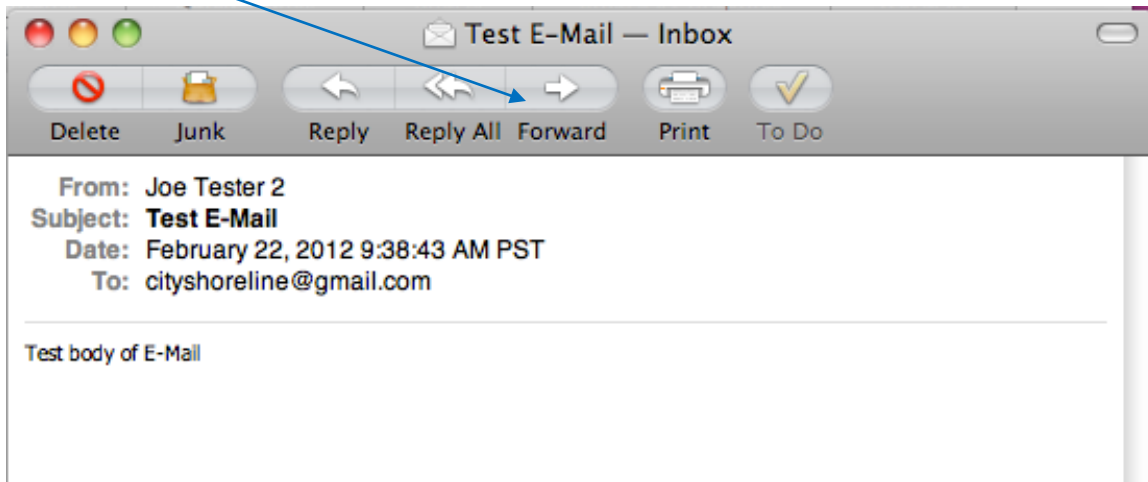 Test E-Mail — Inbox
Delete Junk Reply Reply All Forward Print To Do
From: Joe Tester 2
Subject: Test E-Mail
Date: February 22, 2012 9:38:43 AM PST
To: cityshoreline@gmail.com
Test body of E-Mail